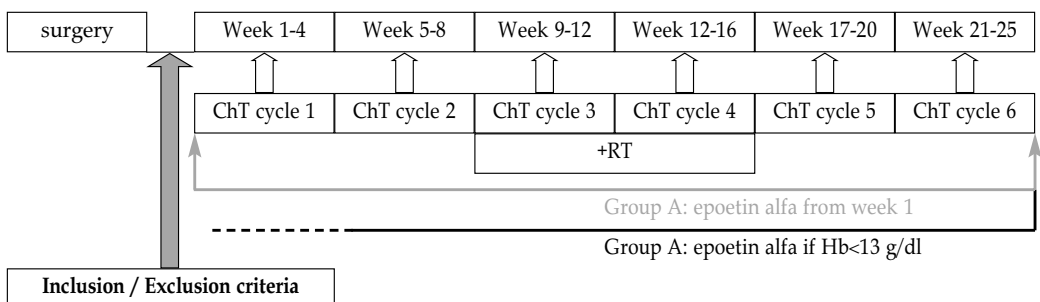 surgery
Week 1-4
Week 5-8
Week 9-12
Week 12-16
Week 17-20
Week 21-25
ChT cycle 1
ChT cycle 2
ChT cycle 3
ChT cycle 4
ChT cycle 5
ChT cycle 6
+RT
Group A: epoetin alfa from week 1
Group A: epoetin alfa if Hb<13 g/dl
Inclusion / Exclusion criteria